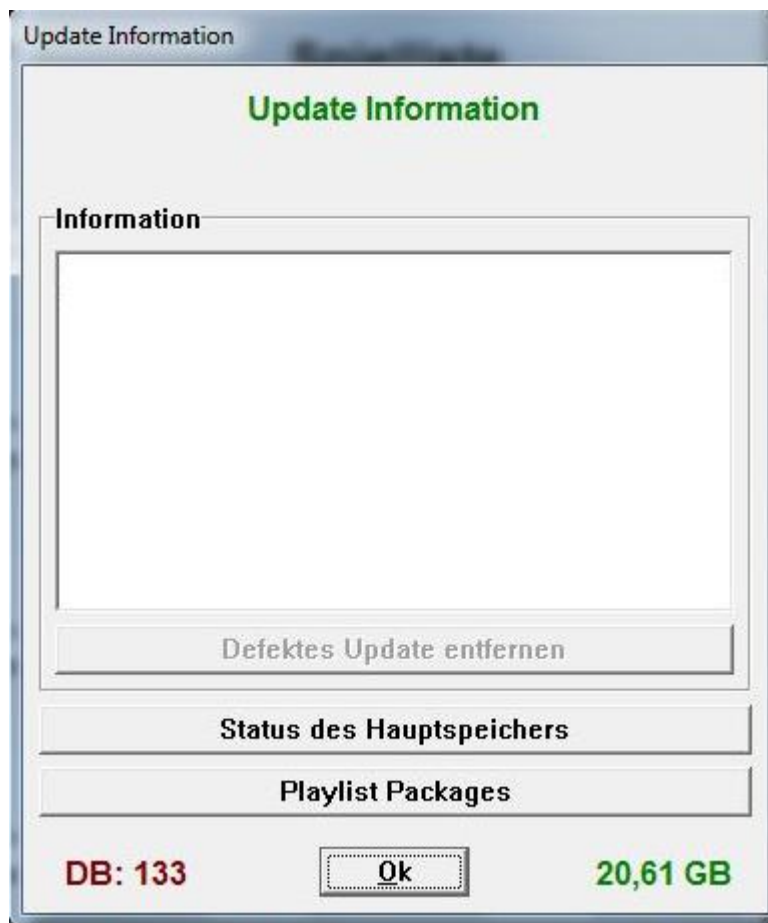 Update Information
Update Information
Information
Defektes Update entfernen
Status des Hauptspeichers
Playlist Packages
DB: 133
Ok
20,61 GB